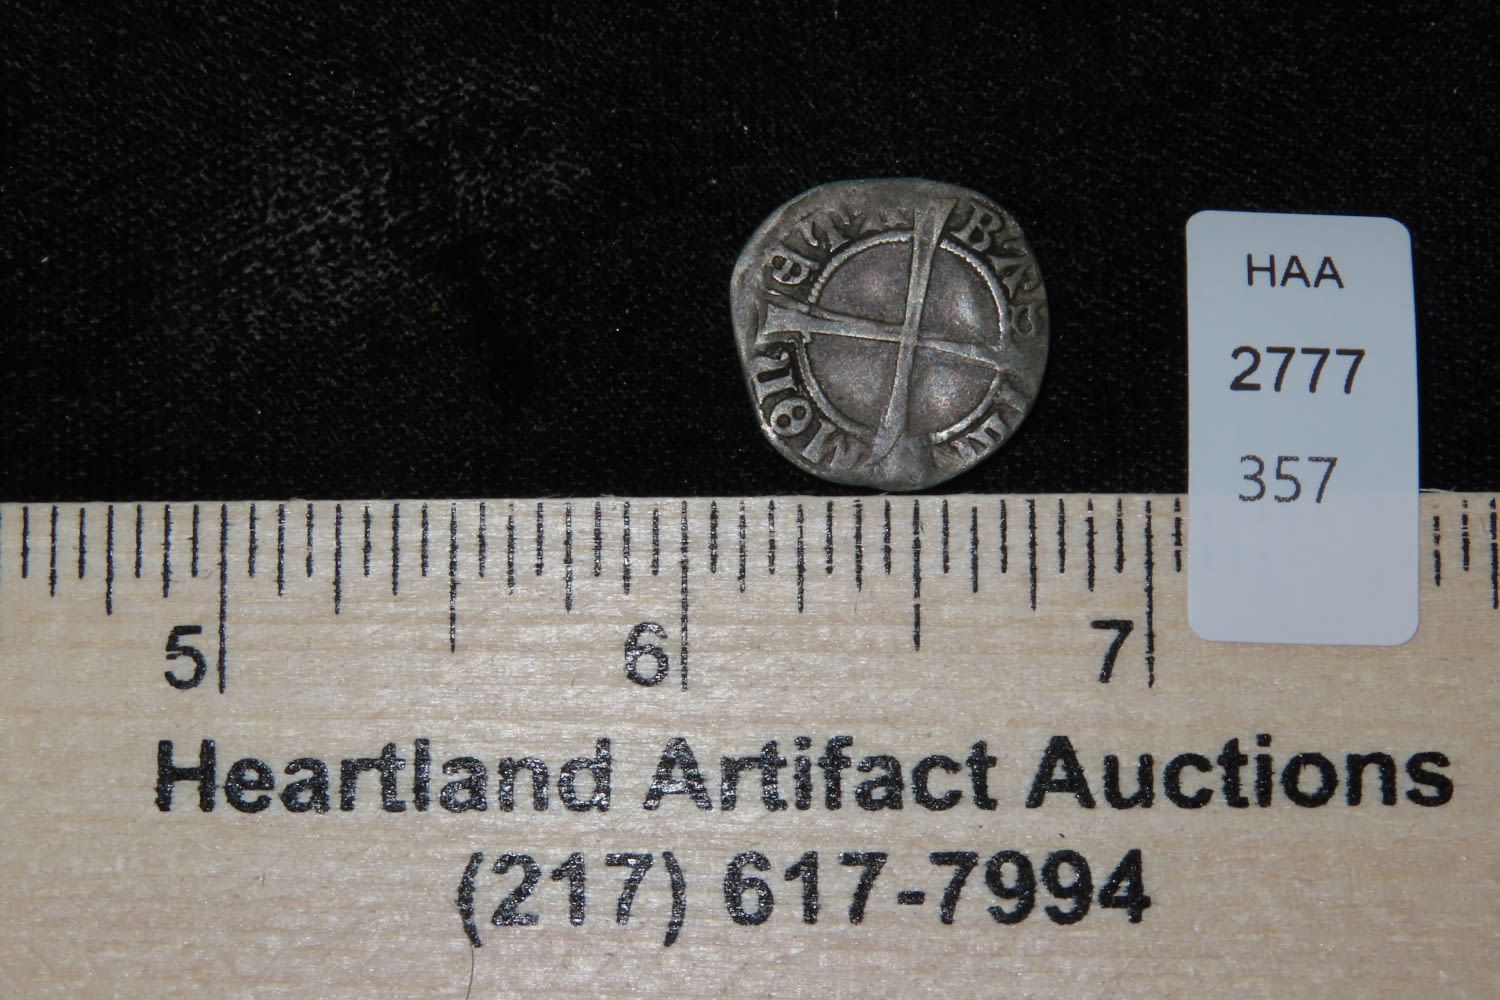 HAA
2777
357
5 6 7
Heartland Artifact Auctions
(217) 617-7994